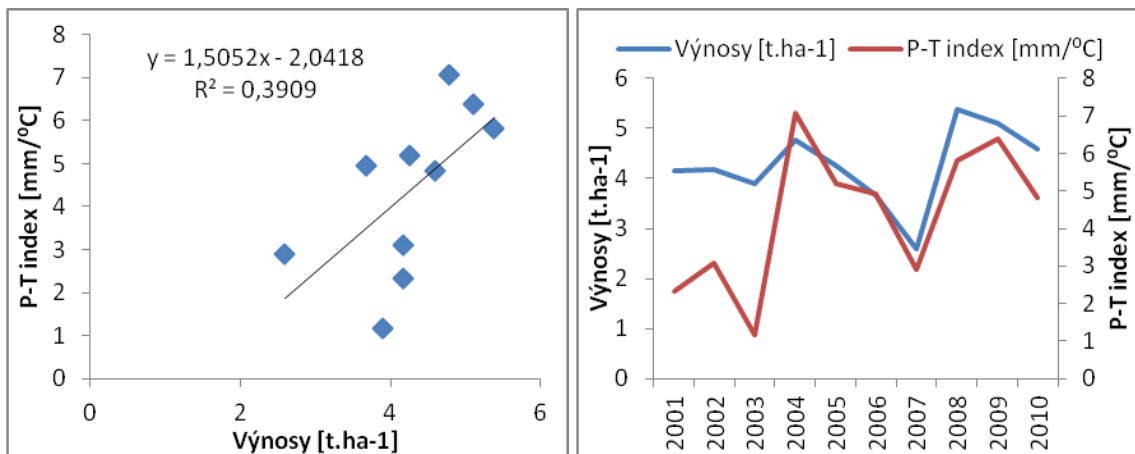 y = 1,5052x - 2,0418
R² = 0,3909
P-T index [mm/⁰C]
8
7
6
5
4
3
2
1
0
0 2 4 6
Výnosy [t.ha-1]
Výnosy [t.ha-1] P-T index [mm/⁰C]
Výnosy [t.ha-1]
6
5
4
3
2
1
0
8
7
6
5
4
3
2
1
0
P-T index [mm/⁰C]
2001 2002 2003 2004 2005 2006 2007 2008 2009 2010